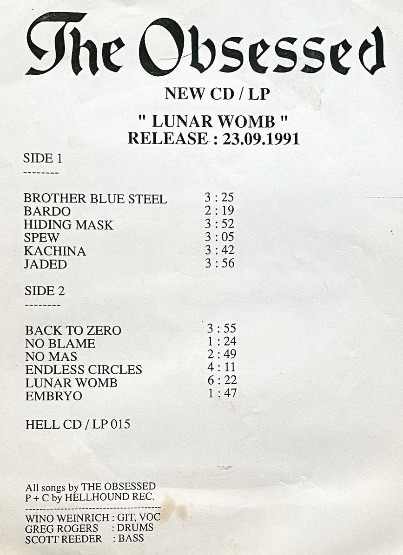 The Obsessed
NEW CD / LP
" LUNAR WOMB "
RELEASE : 23.09.1991
SIDE 1
--------
BROTHER BLUE STEEL 3 : 25
BARDO 2 : 19
HIDING MASK 3 : 52
SPEW 3 : 05
KACHINA 3 : 42
JADED 3 : 56
SIDE 2
--------
BACK TO ZERO 3 : 55
NO BLAME 1 : 24
NO MAS 2 : 49
ENDLESS CIRCLES 4 : 11
LUNAR WOMB 6 : 22
EMBRYO 1 : 47
HELL CD / LP 015
All songs by THE OBSESSED
P + C by HELLHOUND REC.
------------------------------
WINO WEINRICH : GIT, VOC
GREG ROGERS : DRUMS
SCOTT REEDER : BASS